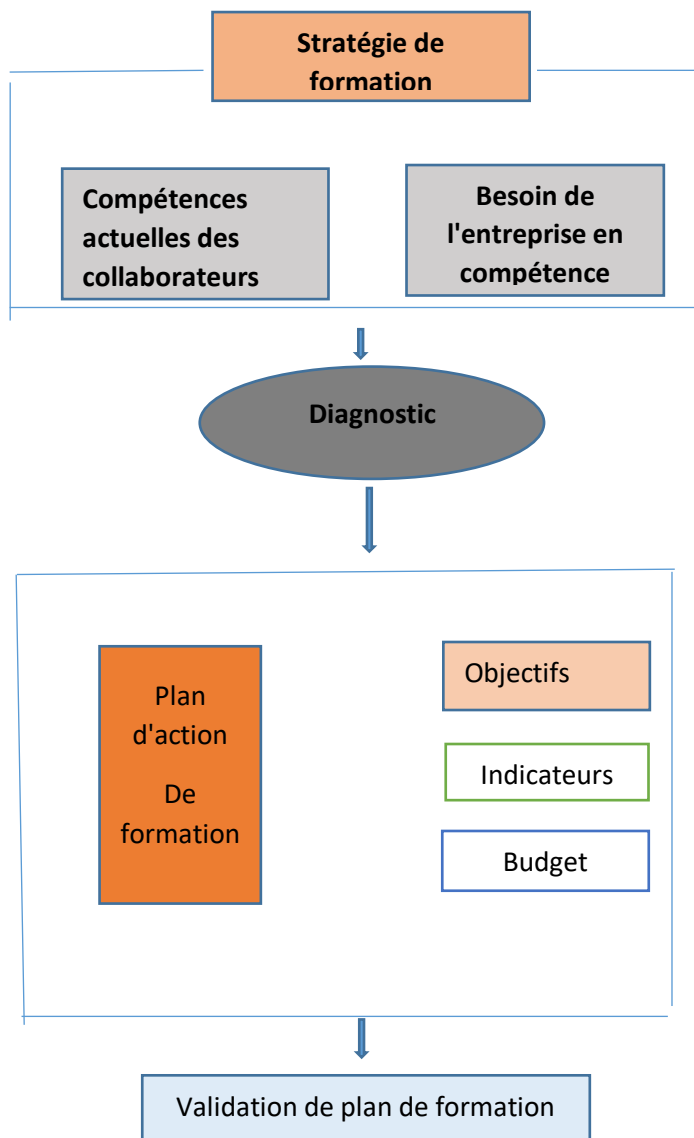 Stratégie de
formation
Compétences
actuelles des
collaborateurs
Besoin de
l'entreprise en
compétence
Diagnostic
Plan
d'action
De
formation
Objectifs
Indicateurs
Budget
Validation de plan de formation